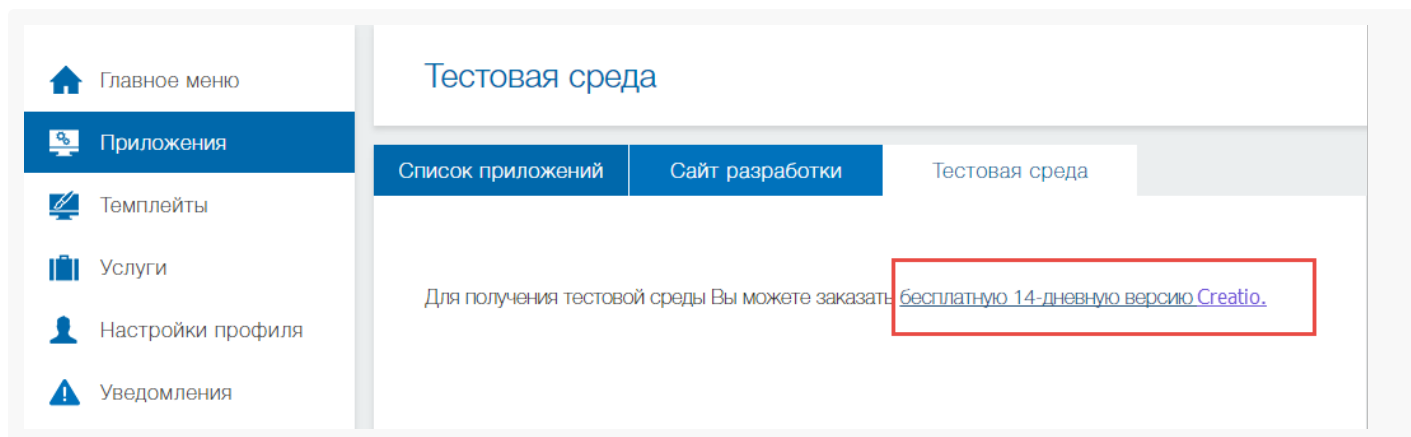 Главное меню
Приложения
Темплейты
Услуги
Настройки профиля
Уведомления
Тестовая среда
Список приложений
Сайт разработки
Тестовая среда
Для получения тестовой среды Вы можете заказать бесплатную 14-дневную версию Creatio.